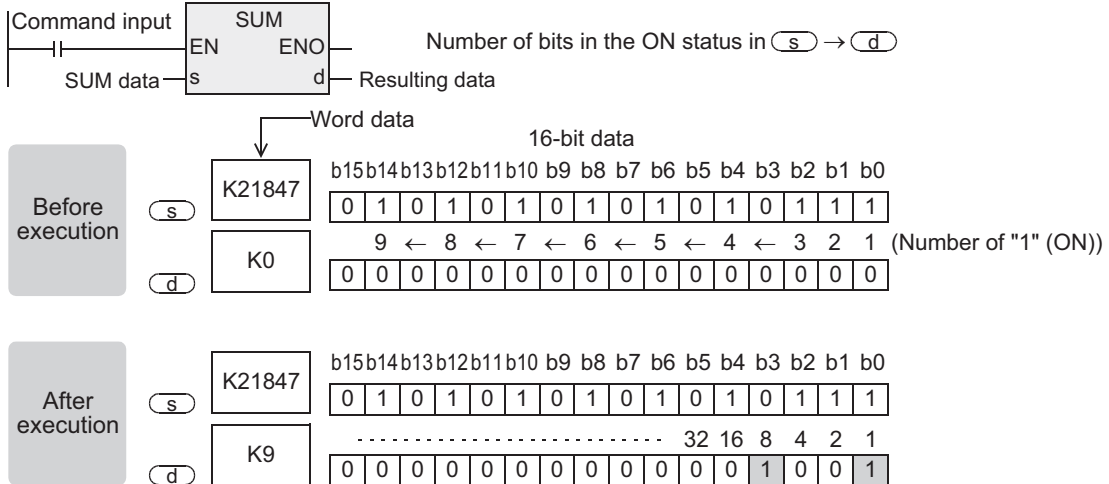 Command input
SUM
EN ENO
SUM data s d Resulting data
Number of bits in the ON status in s → d
Word data
16-bit data
Before execution
b15 b14 b13 b12 b11 b10 b9 b8 b7 b6 b5 b4 b3 b2 b1 b0
s K21847 0 1 0 1 0 1 0 1 0 1 0 1 0 1 1 1
9 ← 8 ← 7 ← 6 ← 5 ← 4 ← 3 2 1 (Number of "1" (ON))
d K0 0 0 0 0 0 0 0 0 0 0 0 0 0 0 0 0
After execution
b15 b14 b13 b12 b11 b10 b9 b8 b7 b6 b5 b4 b3 b2 b1 b0
s K21847 0 1 0 1 0 1 0 1 0 1 0 1 0 1 1 1
32 16 8 4 2 1
d K9 0 0 0 0 0 0 0 0 0 0 0 0 1 0 0 1